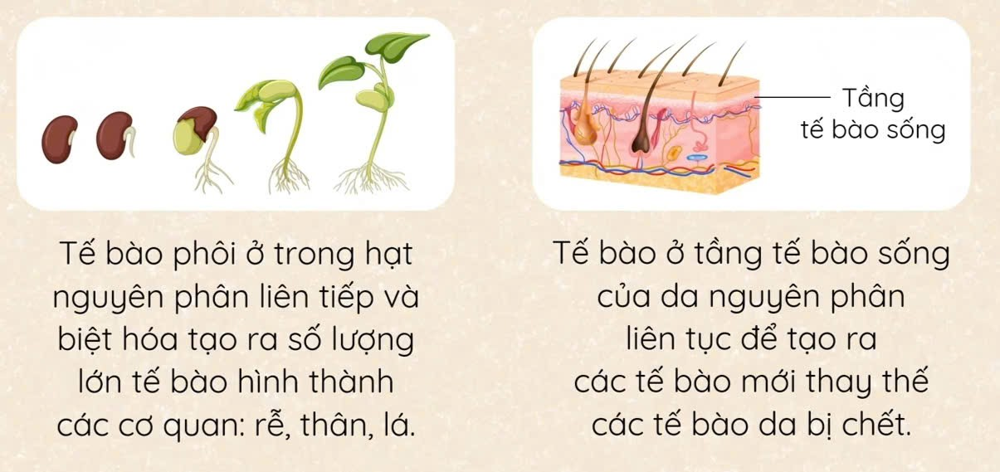 Tầng
tế bào sống
Tế bào phôi ở trong hạt
nguyên phân liên tiếp và
biệt hóa tạo ra số lượng
lớn tế bào hình thành
các cơ quan: rễ, thân, lá.
Tế bào ở tầng tế bào sống
của da nguyên phân
liên tục để tạo ra
các tế bào mới thay thế
các tế bào da bị chết.